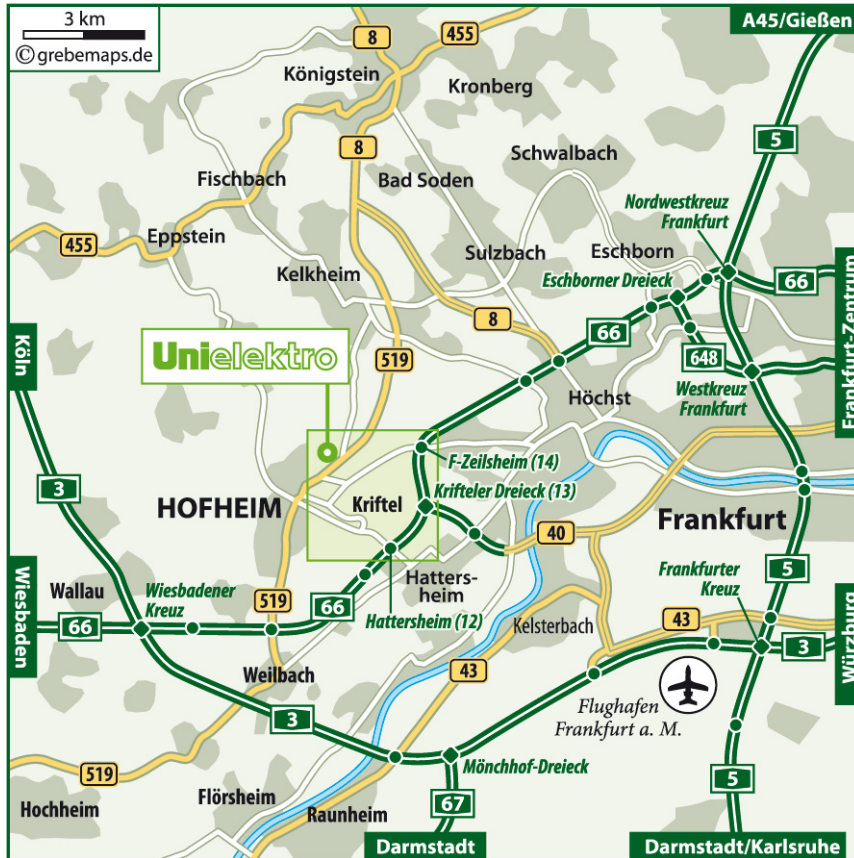 3 km
© grebemaps.de
8
455
A45/Gießen
Königstein
Kronberg
5
8
Schwalbach
Fischbach
Bad Soden
Nordwestkreuz
Frankfurt
455
Eppstein
Sulzbach
Eschborn
Kelkheim
Eschborner Dreieck
66
Frankfurt-Zentrum
8
66
Köln
Unielektro
519
648
Westkreuz
Frankfurt
Höchst
F-Zeilsheim (14)
3
Krifteler Dreieck (13)
HOFHEIM
Kriftel
40
Frankfurt
Wiesbaden
Wallau
Wiesbadener
Kreuz
Hatters-
heim
Frankfurter
Kreuz
5
519
66
66
Hattersheim (12)
Kelsterbach
43
Würzburg
3
Weilbach
43
3
Flughafen
Frankfurt a. M.
519
Mönchhof-Dreieck
5
Flörsheim
67
Hochheim
Raunheim
Darmstadt
Darmstadt/Karlsruhe